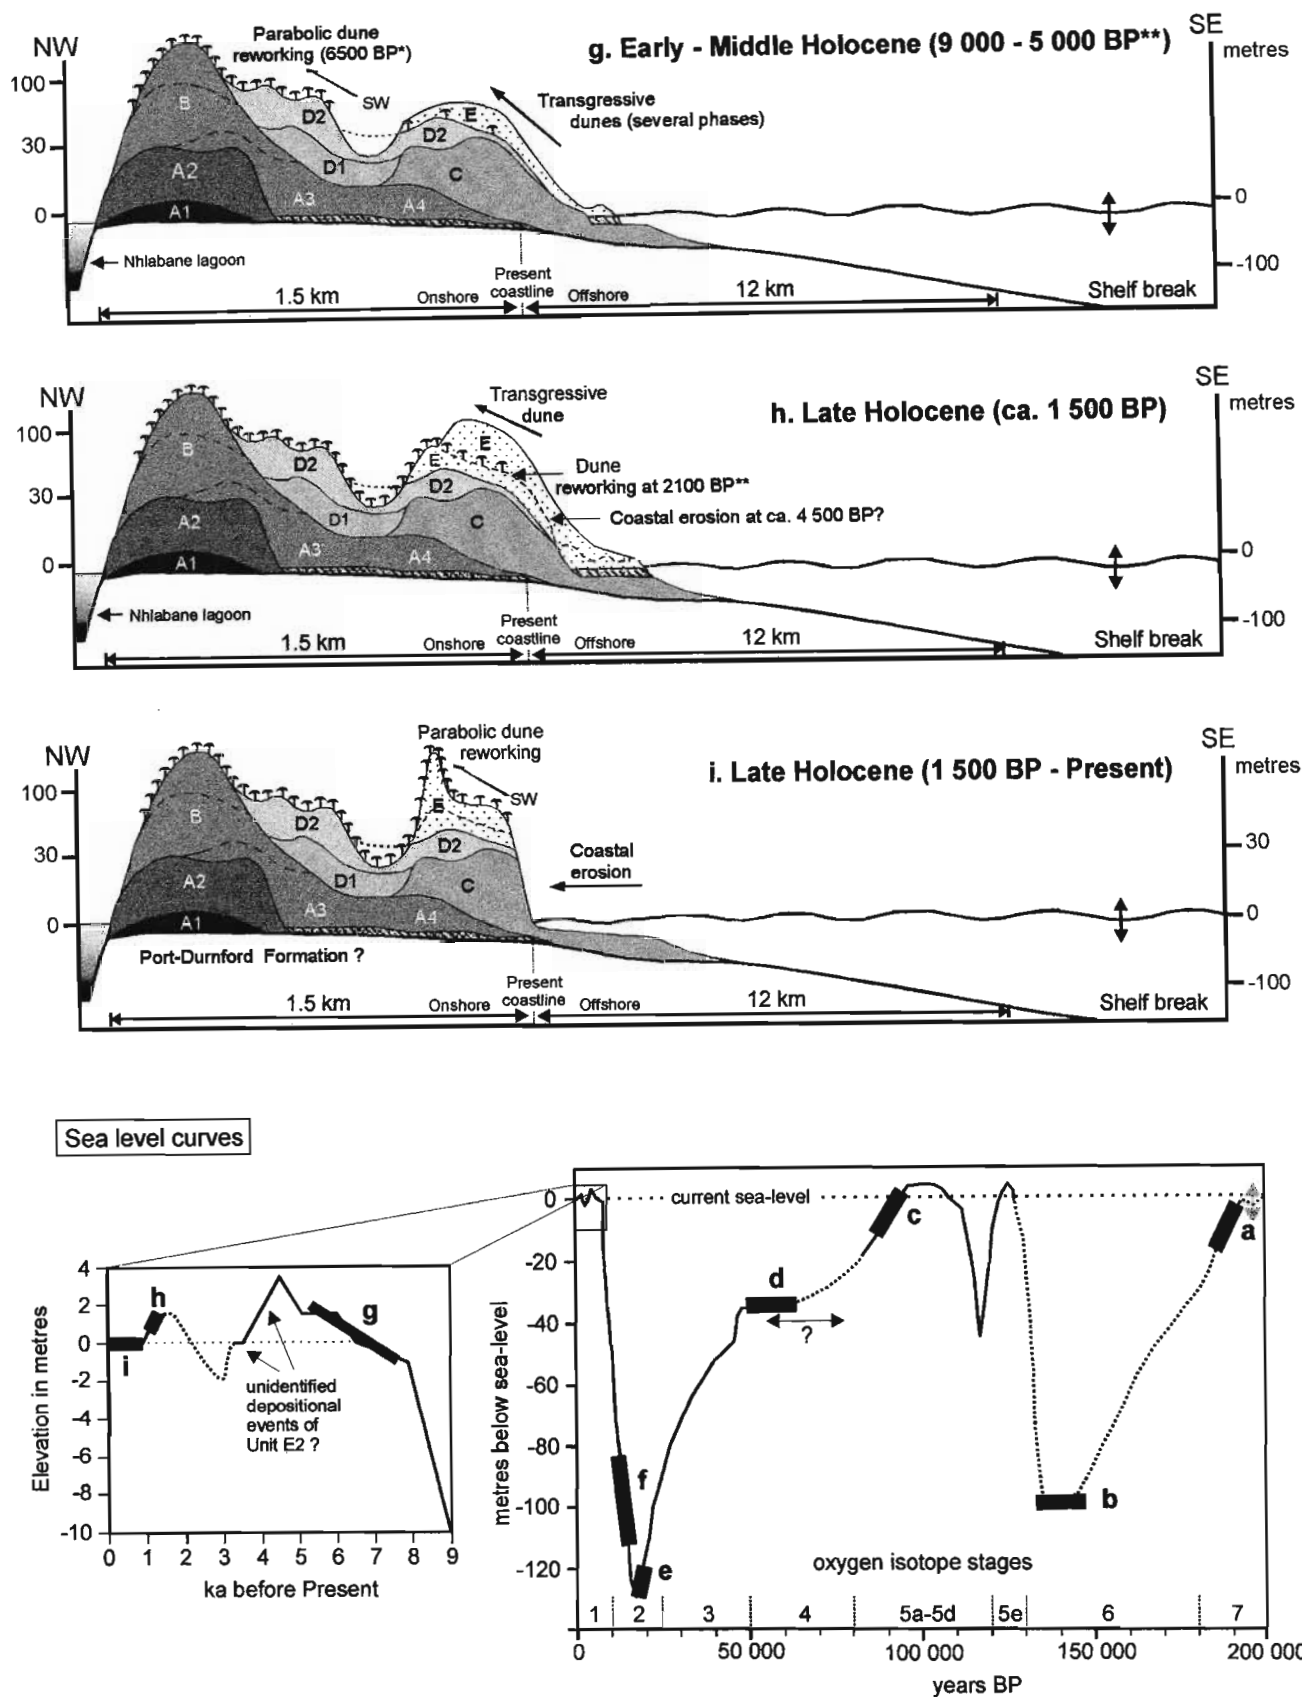 NW
Parabolic dune
reworking (6500 BP*)
g. Early - Middle Holocene (9 000 - 5 000 BP**)
SE
metres
100
30
0
SW
Transgressive
dunes (several phases)
B
D2
E
D2
D1
C
A2
A3
A4
A1
0
-100
Nhlabane lagoon
Present
coastline
1.5 km
Onshore
Offshore
12 km
Shelf break
NW
Transgressive
dune
h. Late Holocene (ca. 1 500 BP)
SE
metres
100
30
0
B
D2
E
E
D2
Dune
reworking at 2100 BP**
Coastal erosion at ca. 4 500 BP?
A2
D1
C
A3
A4
A1
0
-100
Nhlabane lagoon
Present
coastline
1.5 km
Onshore
Offshore
12 km
Shelf break
NW
Parabolic dune
reworking
i. Late Holocene (1 500 BP - Present)
SE
metres
100
30
0
SW
B
D2
E
D2
Coastal
erosion
A2
D1
C
A3
A4
A1
30
0
-100
Port-Durnford Formation ?
Present
coastline
1.5 km
Onshore
Offshore
12 km
Shelf break
Sea level curves
4
2
0
-2
-4
-6
-8
-10
Elevation in metres
h
g
i
unidentified
depositional
events of
Unit E2 ?
0 1 2 3 4 5 6 7 8 9
ka before Present
0
-20
-40
-60
-80
-100
-120
metres below sea-level
current sea-level
c
a
d
?
f
b
e
oxygen isotope stages
1 2 3 4 5a-5d 5e 6 7
0 50 000 100 000 150 000 200 000
years BP